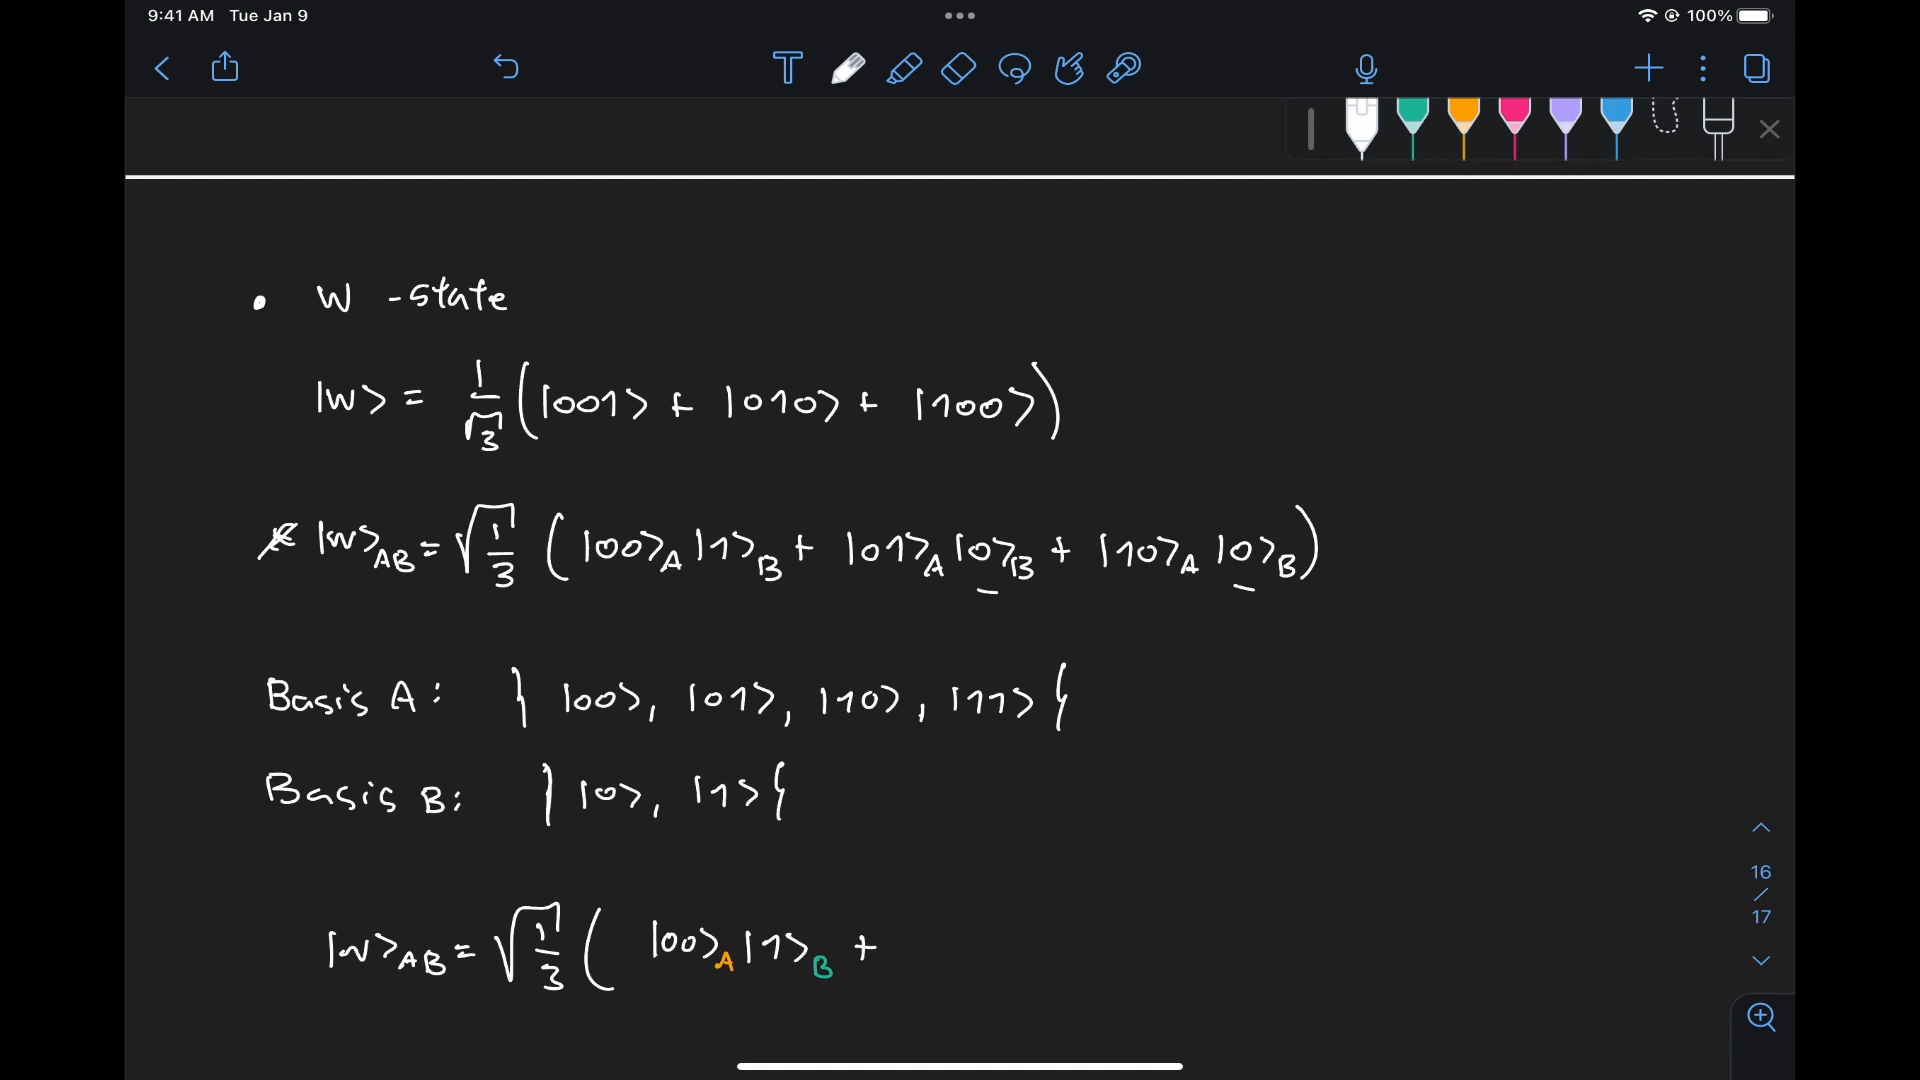 9:41 AM Tue Jan 9 100%
• W -state
|W> = 1/√3 (|001> + |010> + |100>)
|W>AB = √1/3 (|00>A |1>B + |01>A |0>B + |10>A |0>B)
Basis A: } |00>, |01>, |10>, |11> {
Basis B: } |0>, |1> {
|W>AB = √1/3 ( |00>A |1>B +
16
/
17